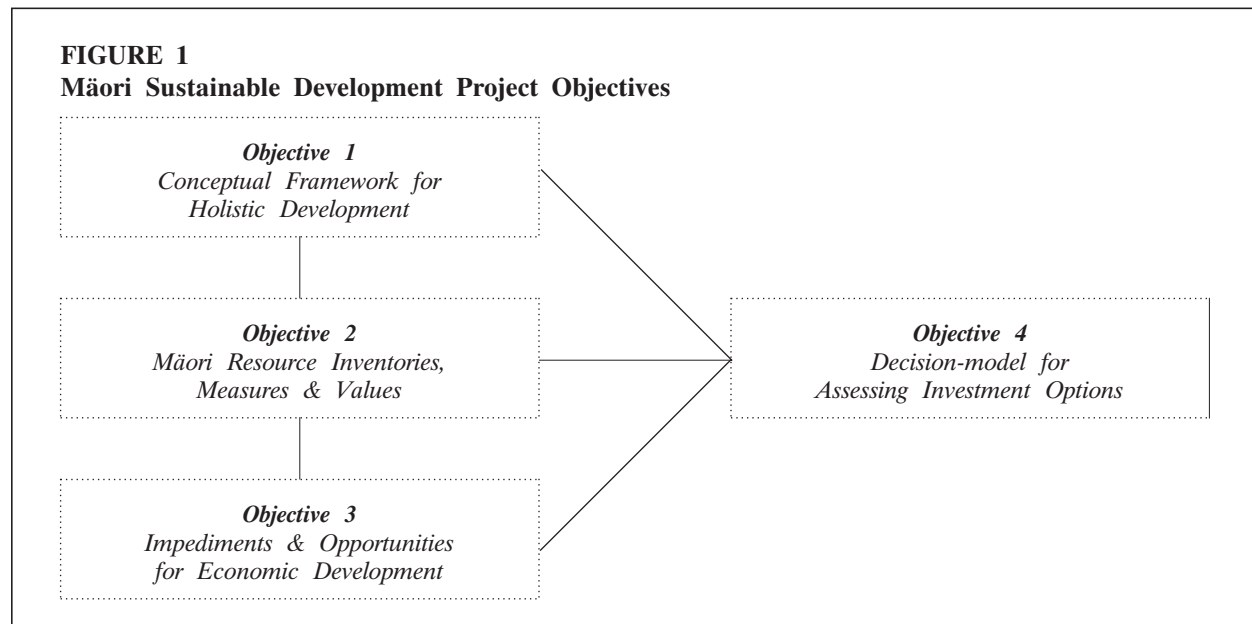 FIGURE 1
Mäori Sustainable Development Project Objectives
Objective 1
Conceptual Framework for
Holistic Development
Objective 2
Mäori Resource Inventories,
Measures & Values
Objective 3
Impediments & Opportunities
for Economic Development
Objective 4
Decision-model for
Assessing Investment Options